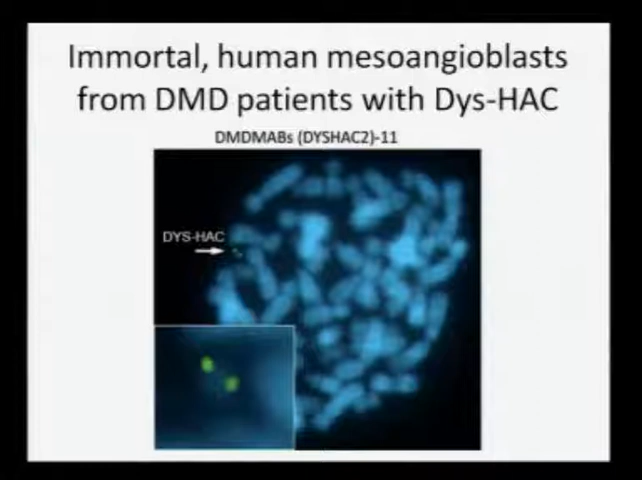 Immortal, human mesoangioblasts
from DMD patients with Dys-HAC
DMDMABs (DYSHAC2)-11
DYS-HAC